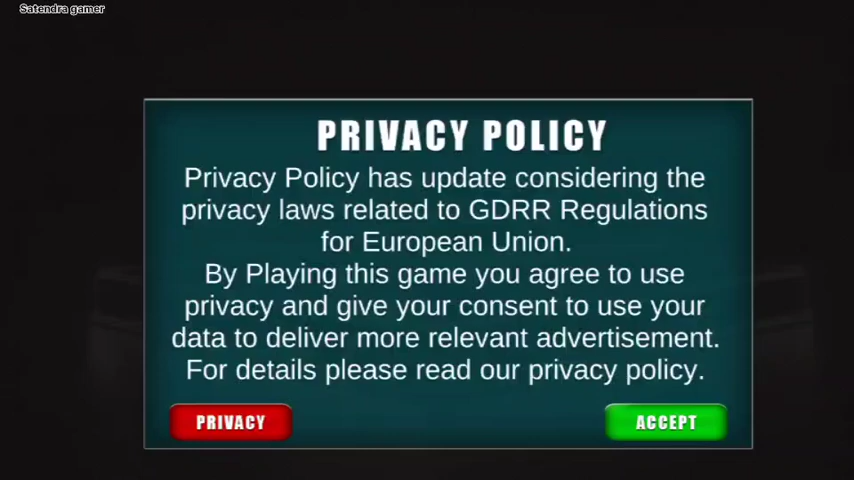 Satendra gamer
PRIVACY POLICY
Privacy Policy has update considering the
privacy laws related to GDRR Regulations
for European Union.
By Playing this game you agree to use
privacy and give your consent to use your
data to deliver more relevant advertisement.
For details please read our privacy policy.
PRIVACY
ACCEPT